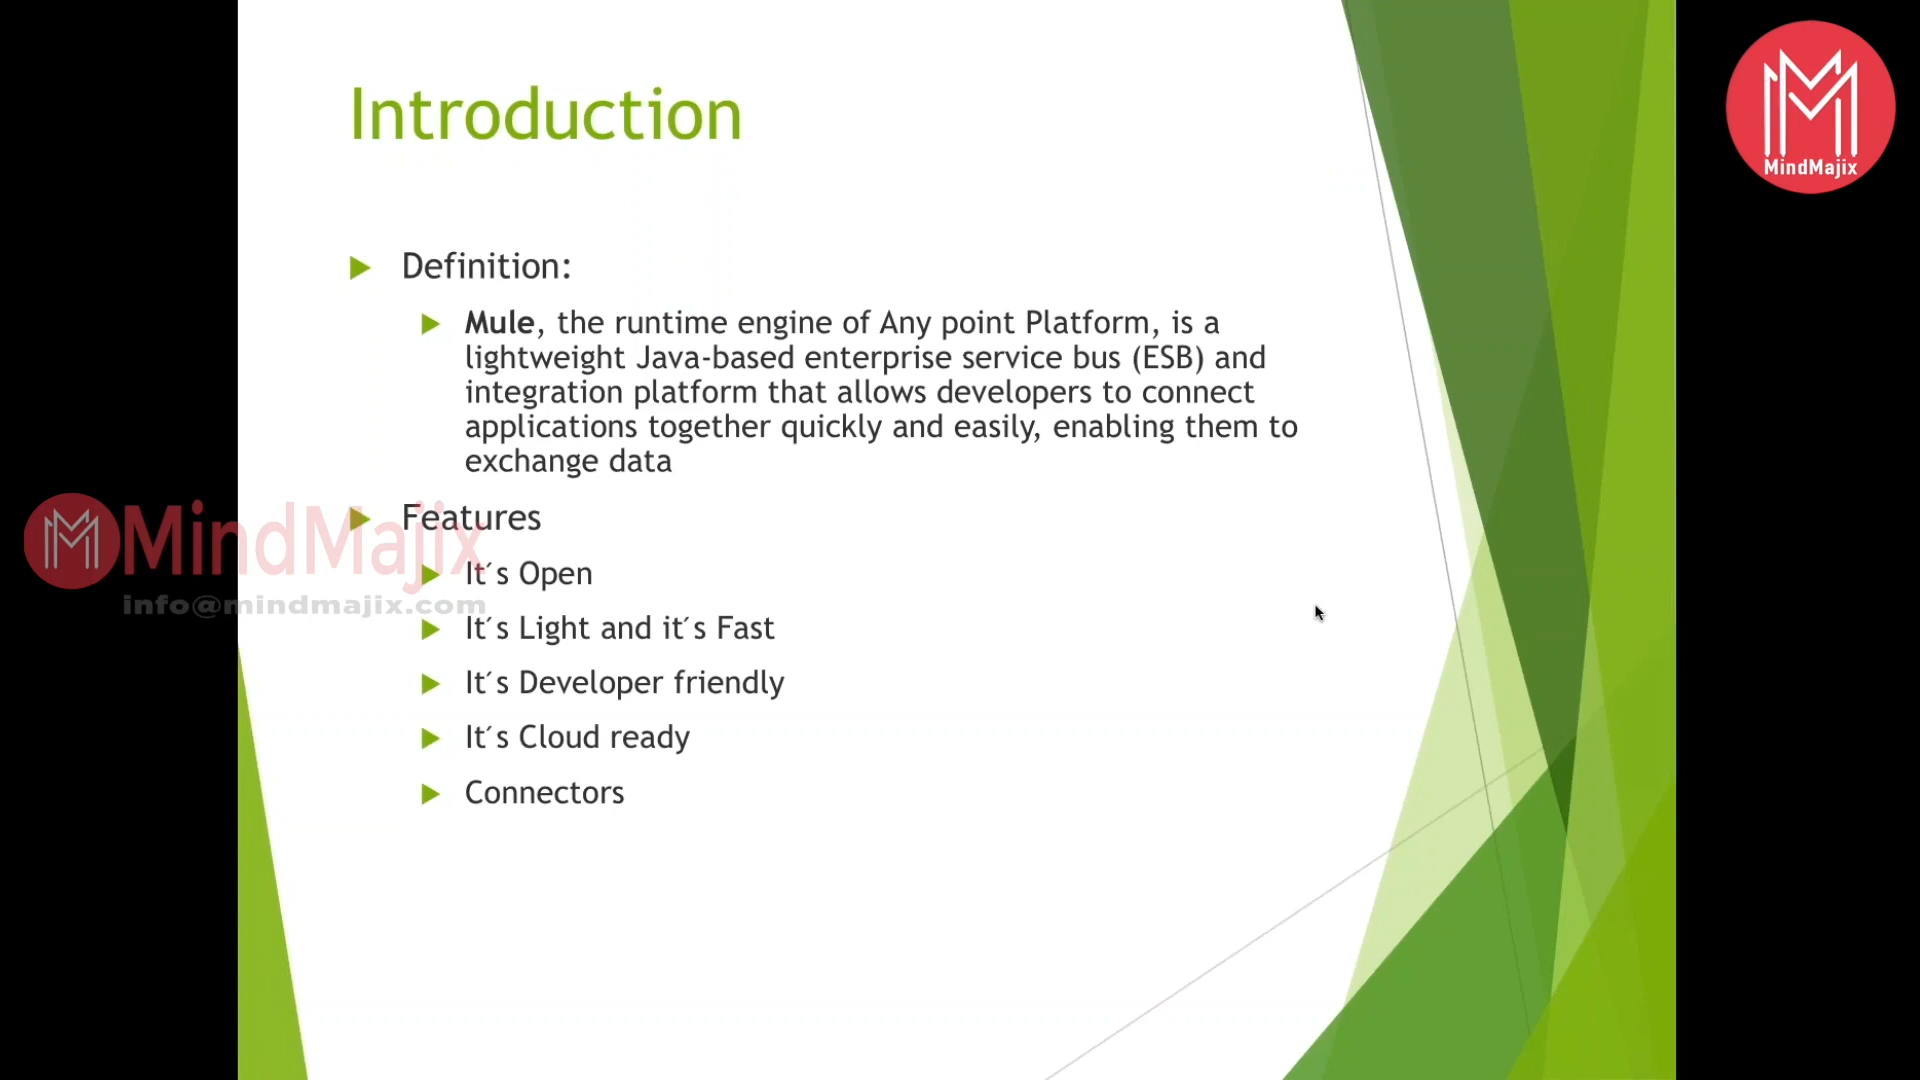 Introduction
MindMajix
Definition:
Mule, the runtime engine of Any point Platform, is a
lightweight Java-based enterprise service bus (ESB) and
integration platform that allows developers to connect
applications together quickly and easily, enabling them to
exchange data
Features
MindMajix
info@mindmajix.com
It´s Open
It´s Light and it´s Fast
It´s Developer friendly
It´s Cloud ready
Connectors